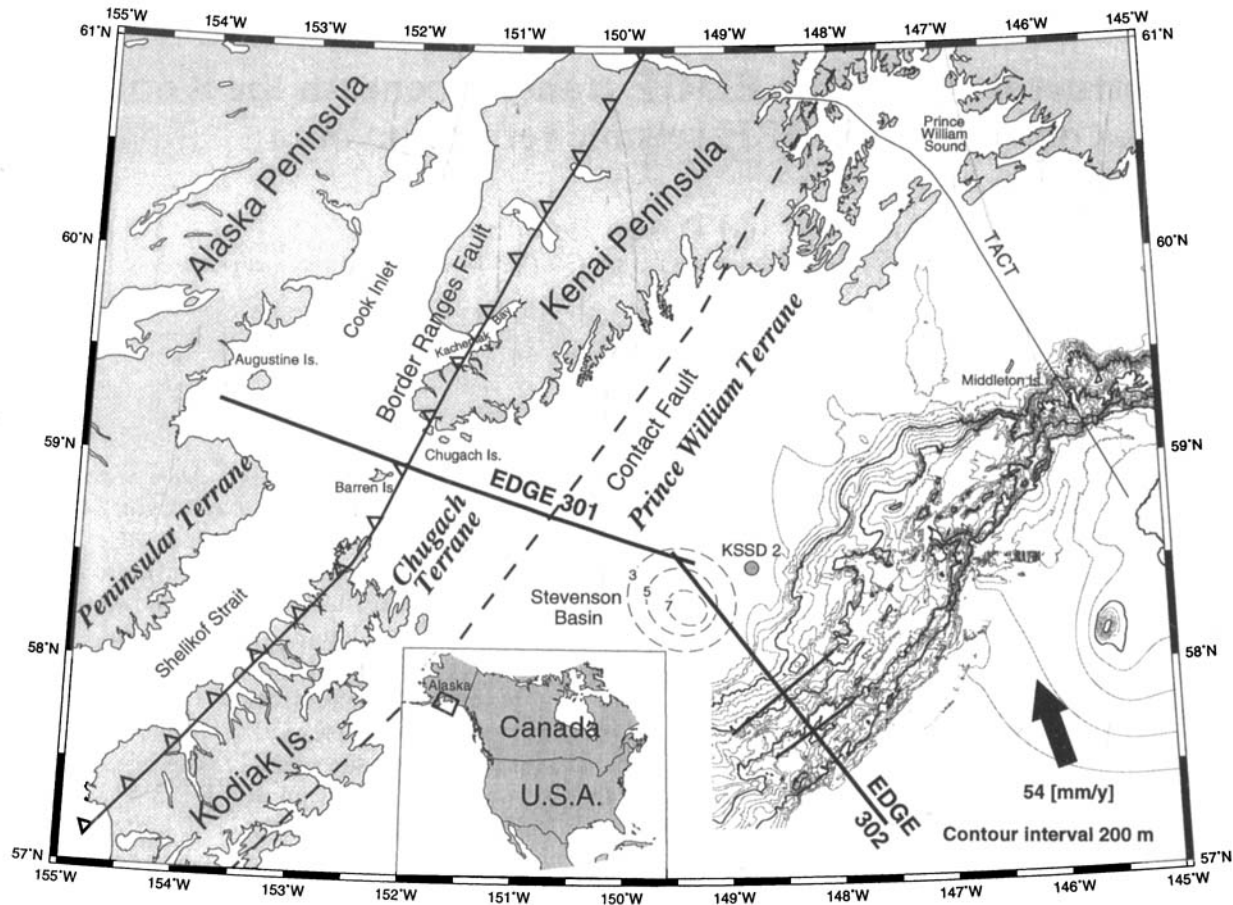 155°W 154°W 153°W 152°W 151°W 150°W 149°W 148°W 147°W 146°W 145°W
61°N
61°N
Alaska Peninsula
Prince
William
Sound
Kenai Peninsula
60°N
60°N
TACT
Cook Inlet
Border Ranges Fault
Kachemak Bay
Augustine Is.
Middleton Is.
Contact Fault
Prince William Terrane
59°N
59°N
Chugach Is.
Barren Is.
EDGE 301
Peninsular Terrane
Chugach
Terrane
KSSD 2
3
5
7
Stevenson
Basin
Shelikof Strait
58°N
58°N
Alaska
Canada
U.S.A.
Kodiak Is.
54 [mm/y]
EDGE
302
Contour interval 200 m
57°N
57°N
155°W 154°W 153°W 152°W 151°W 150°W 149°W 148°W 147°W 146°W 145°W